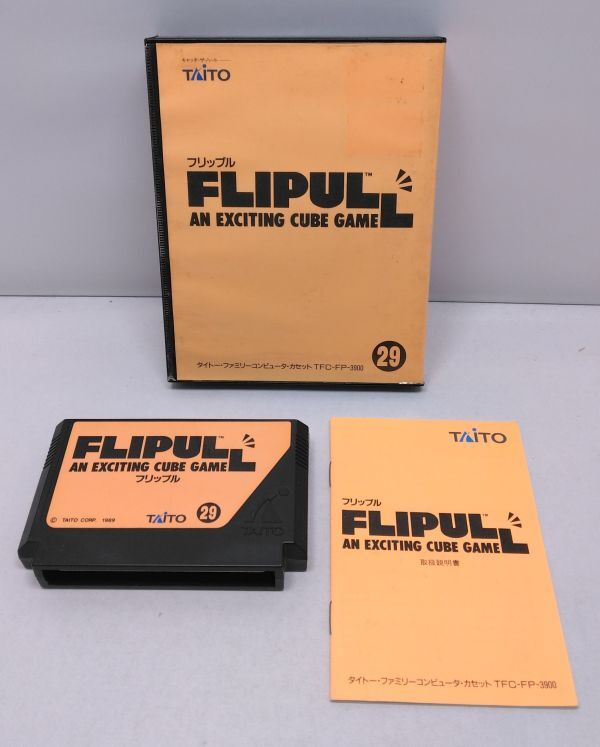 TAITO
フリップル
FLIPULL™
AN EXCITING CUBE GAME
タイトー・ファミリーコンピュータ・カセット TFC-FP-3900
29
FLIPULL™
AN EXCITING CUBE GAME
フリップル
© TAITO CORP. 1989
TAITO
29
TAITO
TAITO
フリップル
FLIPULL™
AN EXCITING CUBE GAME
取扱説明書
タイトー・ファミリーコンピュータ・カセット TFC-FP-3900